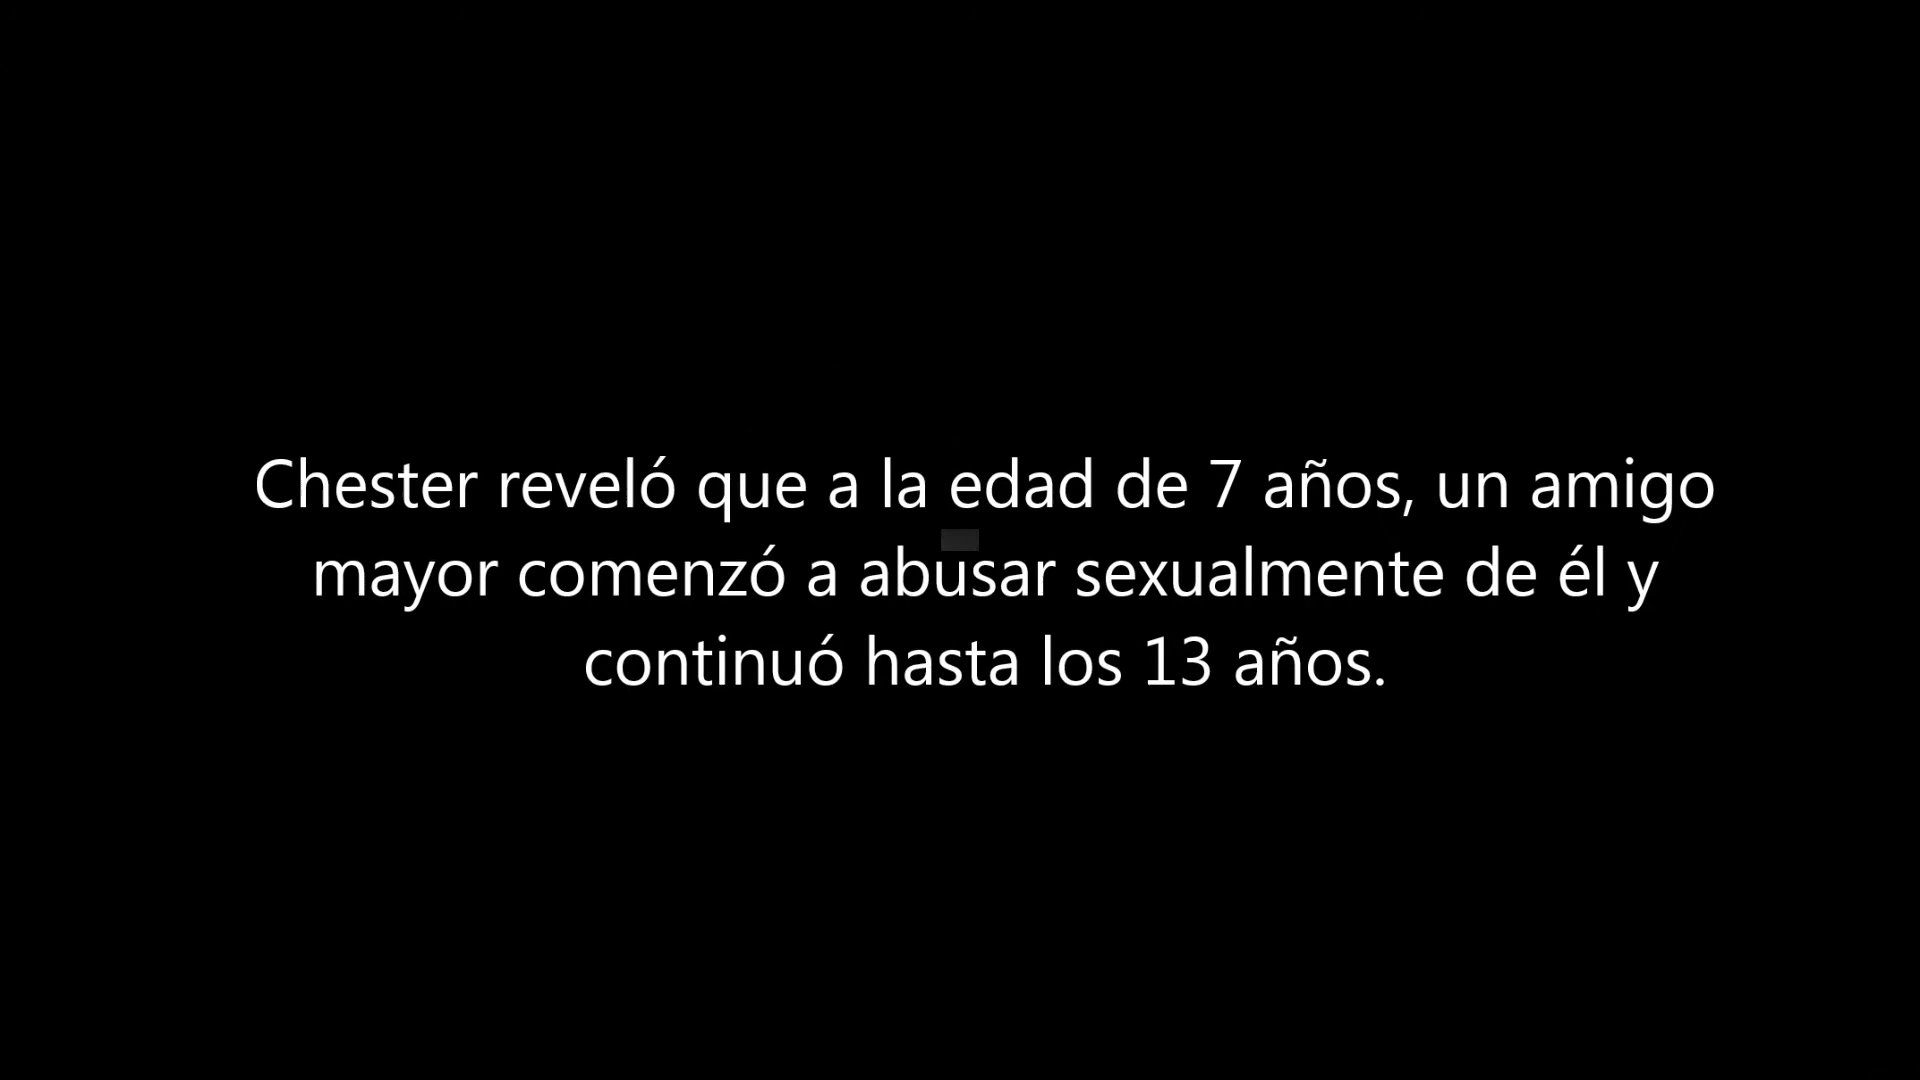 Chester reveló que a la edad de 7 años, un amigo
mayor comenzó a abusar sexualmente de él y
continuó hasta los 13 años.